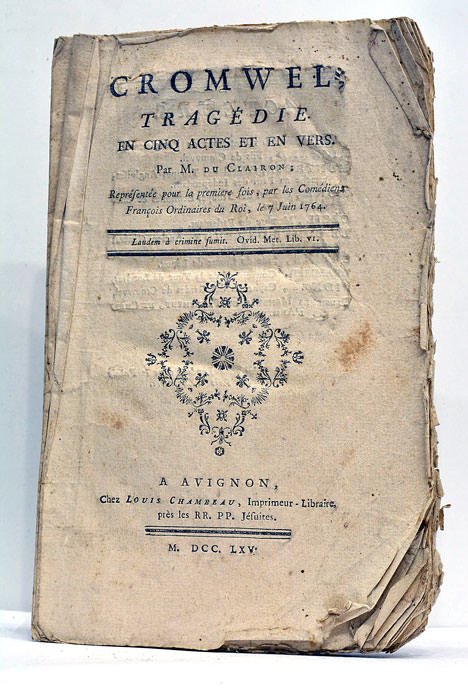 CROMWEL,
TRAGÉDIE.
EN CINQ ACTES ET EN VERS.
Par M. DU CLAIRON;
Représentée pour la premiere fois, par les Comédiens
François Ordinaires du Roi, le 7 Juin 1764.
Laudem à crimine sumit. Ovid. Met. Lib. VI.
A AVIGNON,
Chez LOUIS CHAMBEAU, Imprimeur-Libraire,
près les RR. PP. Jésuites.
M. DCC. LXV.